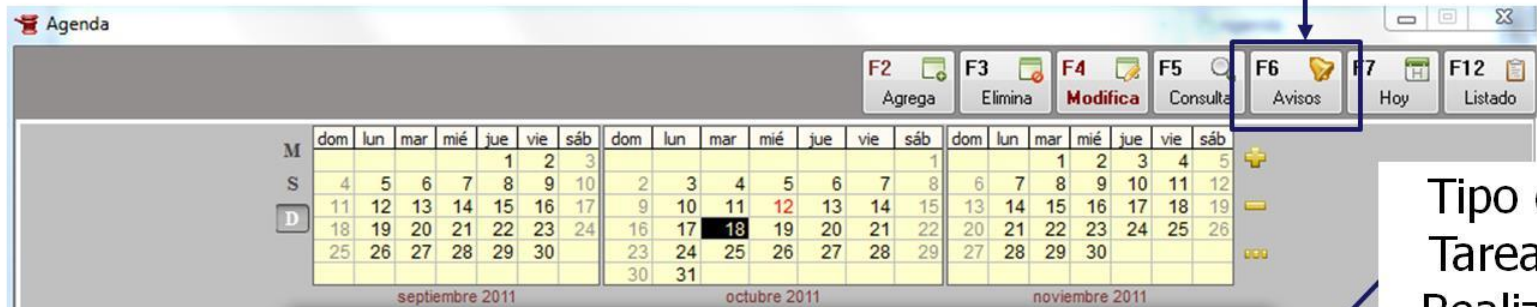 Agenda
F2 F3 F4 F5 F6 F7 F12
Agrega Elimina Modifica Consulta Avisos Hoy Listado
M
S
D
dom lun mar mié jue vie sáb
1 2 3
4 5 6 7 8 9 10
11 12 13 14 15 16 17
18 19 20 21 22 23 24
25 26 27 28 29 30
septiembre 2011
dom lun mar mié jue vie sáb
1
2 3 4 5 6 7 8
9 10 11 12 13 14 15
16 17 18 19 20 21 22
23 24 25 26 27 28 29
30 31
octubre 2011
dom lun mar mié jue vie sáb
1 2 3 4 5
6 7 8 9 10 11 12
13 14 15 16 17 18 19
20 21 22 23 24 25 26
27 28 29 30
noviembre 2011
Tipo
Tarea